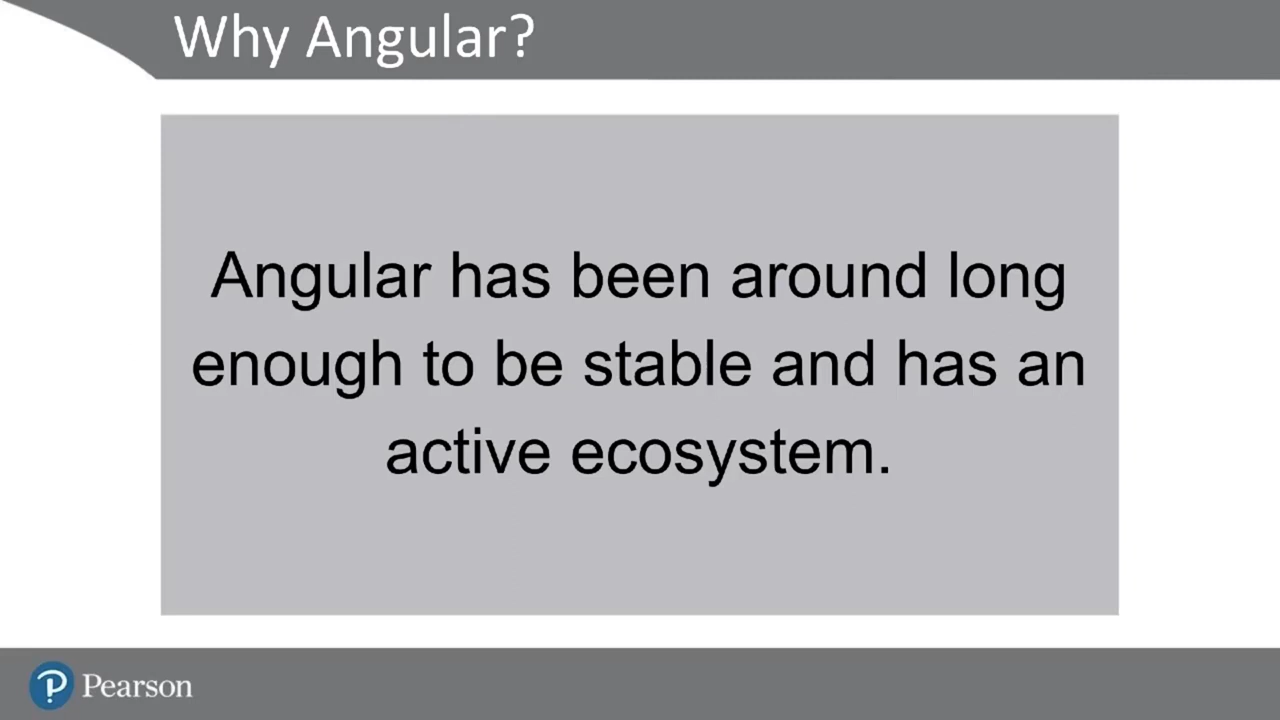 Why Angular?
Angular has been around long
enough to be stable and has an
active ecosystem.
Pearson